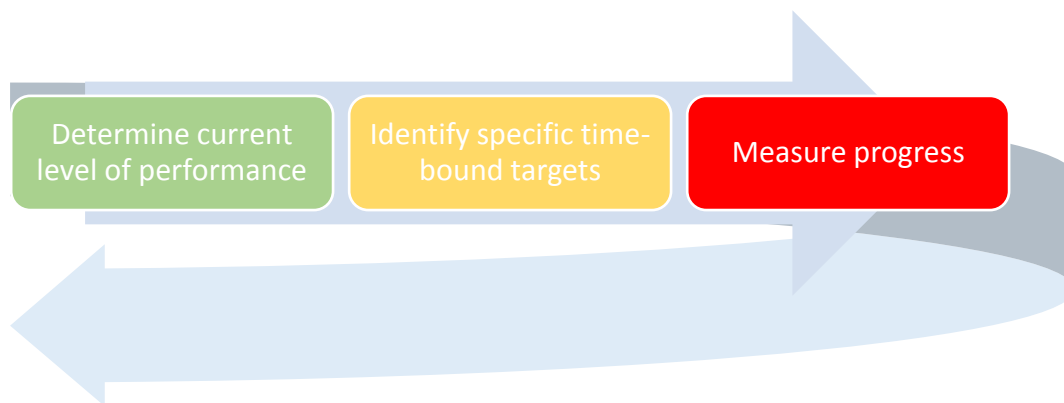 Determine current
level of performance
Identify specific time-
bound targets
Measure progress